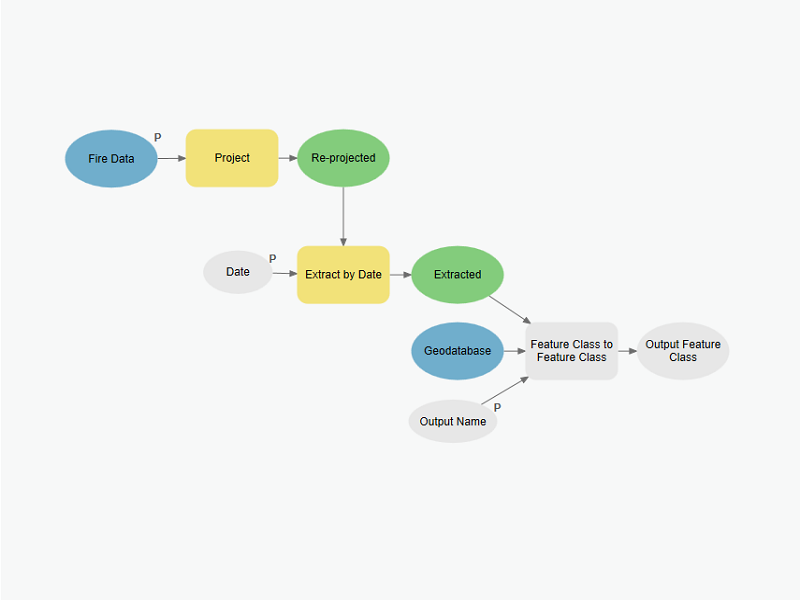 P
Fire Data
Project
Re-projected
P
Date
Extract by Date
Extracted
Geodatabase
Feature Class to
Feature Class
Output Feature
Class
P
Output Name